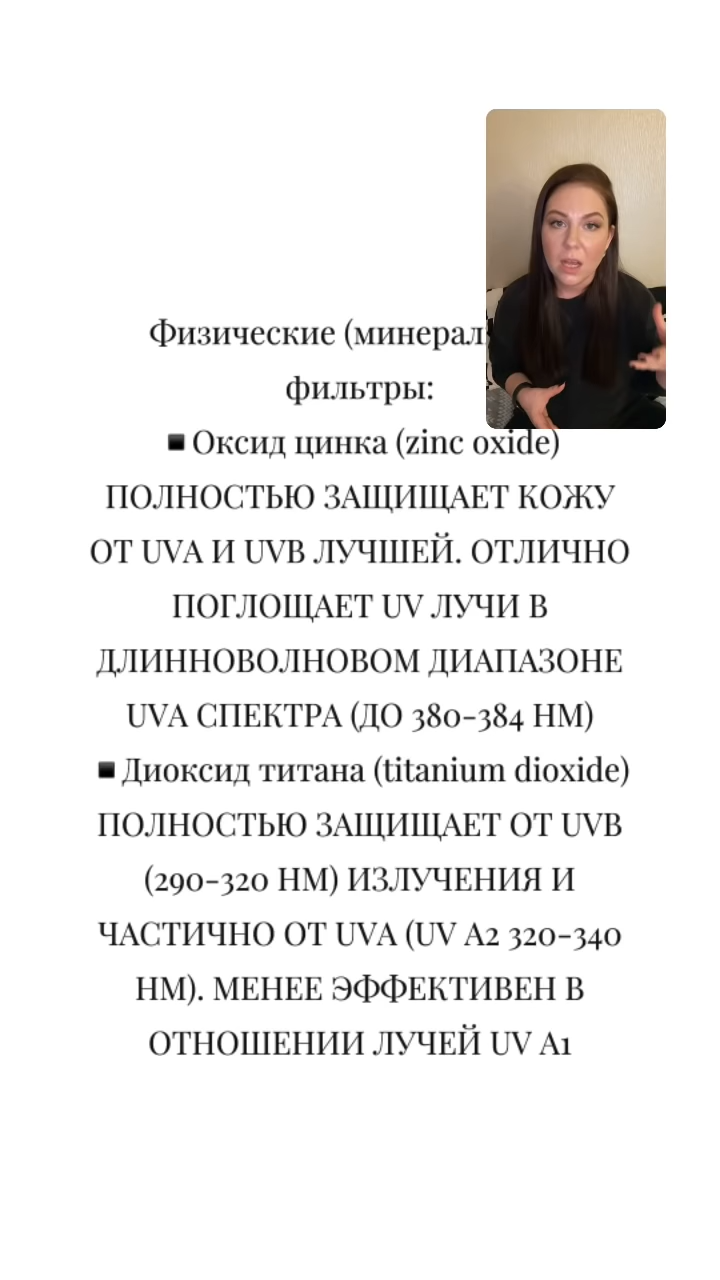 Физические (минерал
фильтры:
▪Оксид цинка (zinc oxide)
ПОЛНОСТЬЮ ЗАЩИЩАЕТ КОЖУ
ОТ UVA И UVB ЛУЧШЕЙ. ОТЛИЧНО
ПОГЛОЩАЕТ UV ЛУЧИ В
ДЛИННОВОЛНОВОМ ДИАПАЗОНЕ
UVA СПЕКТРА (ДО 380-384 НМ)
▪Диоксид титана (titanium dioxide)
ПОЛНОСТЬЮ ЗАЩИЩАЕТ ОТ UVB
(290-320 НМ) ИЗЛУЧЕНИЯ И
ЧАСТИЧНО ОТ UVA (UV A2 320-340
НМ). МЕНЕЕ ЭФФЕКТИВЕН В
ОТНОШЕНИИ ЛУЧЕЙ UV A1